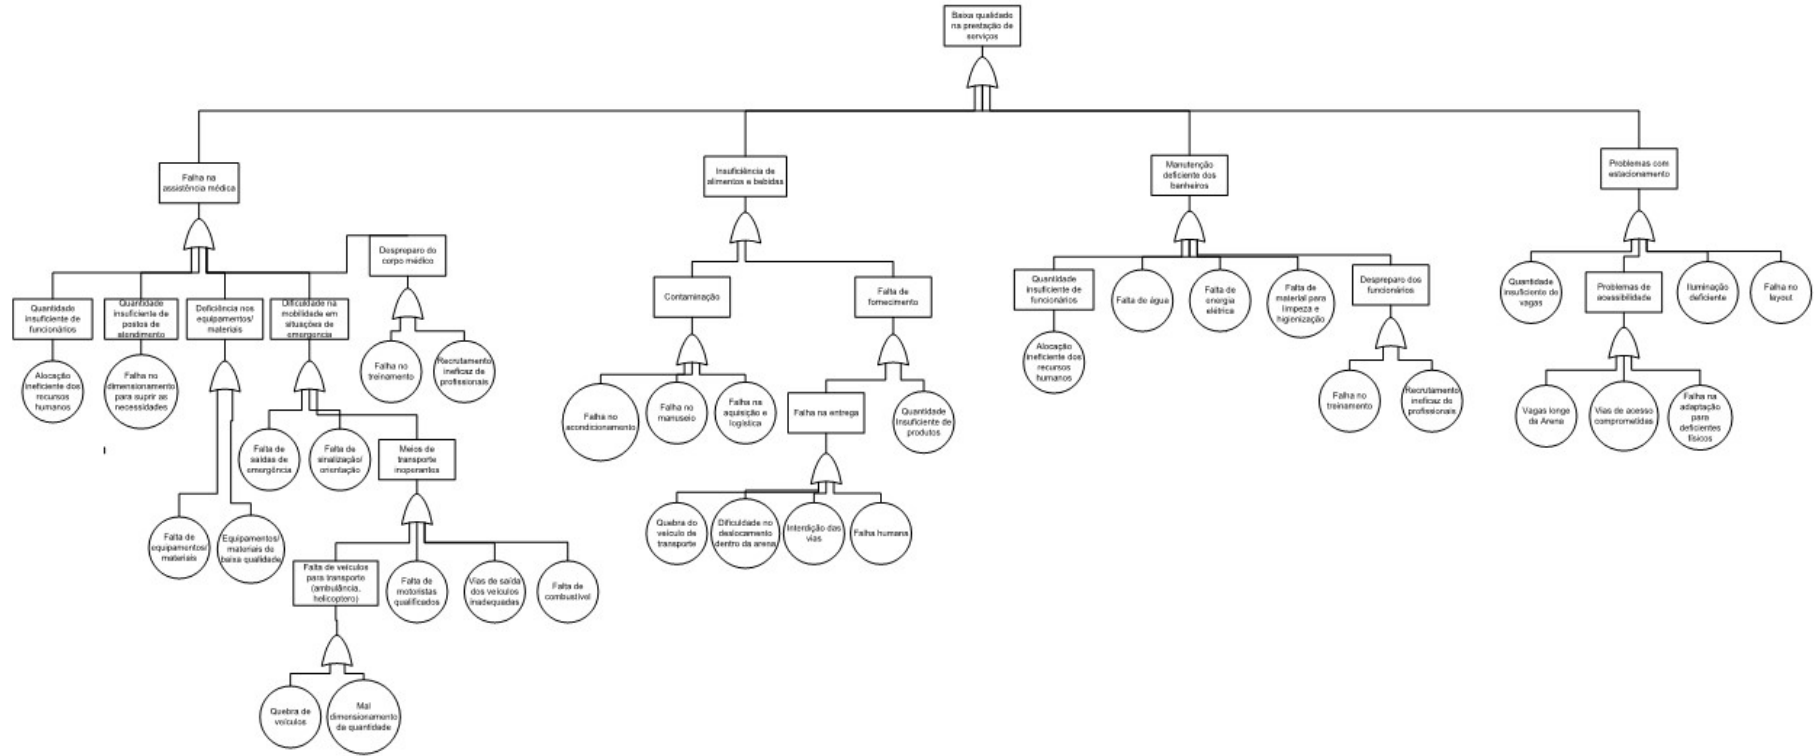 Baixa qualidade
na prestação de
serviços
Falha na
assistência médica
Insuficiência de
alimentos e bebidas
Manutenção
deficiente dos
banheiros
Problemas com
estacionamento
Despreparo do
corpo médico
Quantidade
insuficiente de
funcionários
Quantidade
insuficiente de
postos de
atendimento
Deficiência nos
equipamentos/
materiais
Dificuldade na
mobilidade em
situações de
emergencia
Alocação
ineficiente dos
recursos
humanos
Falha no
dimensionamento
para suprir as
necessidades
Falha no
treinamento
Recrutamento
ineficaz de
profissionais
Falta de
saídas de
emergência
Falta de
sinalização/
orientação
Meios de
transporte
inoperantes
Falta de
equipamentos/
materiais
Equipamentos/
materiais de
baixa qualidade
Falta de veículos
para transporte
(ambulância,
helicoptero)
Falta de
motoristas
qualificados
Vias de saída
dos veículos
inadequadas
Falta de
combustível
Quebra de
veículos
Mal
dimensionamento
da quantidade
Contaminação
Falta de
fornecimento
Falha no
acondicionamento
Falha no
manuseio
Falha na
aquisição e
logística
Falha na entrega
Quantidade
Insuficiente de
produtos
Quebra do
veículo de
transporte
Dificuldade no
deslocamento
dentro da arena
Interdição das
vias
Falha humana
Quantidade
insuficiente de
funcionários
Falta de água
Falta de
energia
elétrica
Falta de
material para
limpeza e
higienização
Despreparo dos
funcionários
Alocação
ineficiente dos
recursos
humanos
Falha no
treinamento
Recrutamento
ineficaz de
profissionais
Quantidade
insuficiente de
vagas
Problemas de
acessibilidade
Iluminação
deficiente
Falha no
layout
Vagas longe
da Arena
Vias de acesso
comprometidas
Falha na
adaptação
para
deficientes
físicos